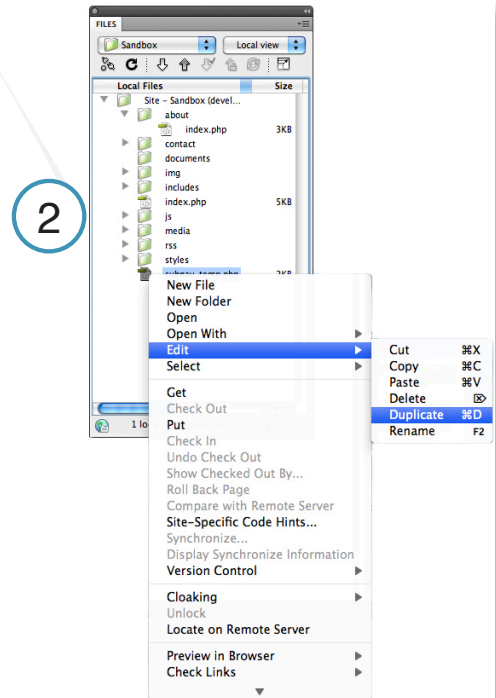 FILES
Sandbox Local view
Local Files Size
Site – Sandbox (devel...
about
index.php 3KB
contact
documents
img
includes
index.php 5KB
js
media
rss
styles
subnav_temp.php 2KB
2
New File
New Folder
Open
Open With
Edit
Select
Get
Check Out
Put
Check In
Undo Check Out
Show Checked Out By...
Roll Back Page
Compare with Remote Server
Site-Specific Code Hints...
Synchronize...
Display Synchronize Information
Version Control
Cloaking
Unlock
Locate on Remote Server
Preview in Browser
Check Links
Cut ⌘X
Copy ⌘C
Paste ⌘V
Delete ⌦
Duplicate ⌘D
Rename F2